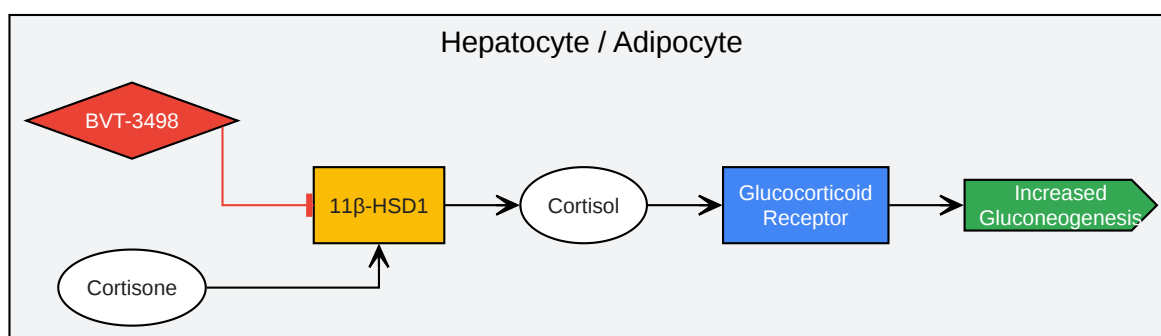 Hepatocyte / Adipocyte
BVT-3498
11β-HSD1
Cortisol
Glucocorticoid
Receptor
Increased
Gluconeogenesis
Cortisone